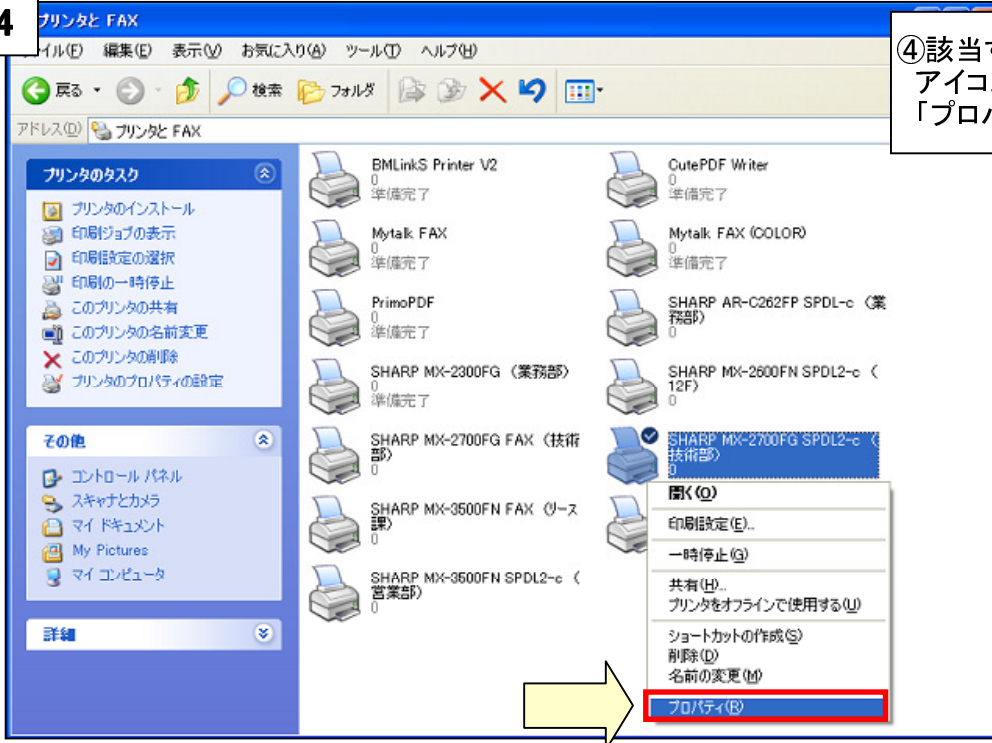 4
プリンタと FAX
イル(F) 編集(E) 表示(V) お気に入り(A) ツール(T) ヘルプ(H)
戻る 検索 フォルダ
アドレス(D) プリンタと FAX
④該当す
アイコ
「プロパ
プリンタのタスク
プリンタのインストール
印刷ジョブの表示
印刷設定の選択
印刷の一時停止
このプリンタの共有
このプリンタの名前変更
このプリンタの削除
プリンタのプロパティの設定
その他
コントロール パネル
スキャナとカメラ
マイ ドキュメント
My Pictures
マイ コンピュータ
詳細
BMLinkS Printer V2
0
準備完了
CutePDF Writer
0
準備完了
Mytalk FAX
0
準備完了
Mytalk FAX (COLOR)
0
準備完了
PrimoPDF
0
準備完了
SHARP AR-C262FP SPDL-c (業
務部)
0
SHARP MX-2300FG (業務部)
0
準備完了
SHARP MX-2600FN SPDL2-c (
12F)
0
SHARP MX-2700FG FAX (技術
部)
0
SHARP MX-2700FG SPDL2-c (
技術部)
0
SHARP MX-3500FN FAX (リース
課)
0
SHARP MX-3500FN SPDL2-c (
営業部)
0
開く(O)
印刷設定(E)...
一時停止(G)
共有(H)...
プリンタをオフラインで使用する(U)
ショートカットの作成(S)
削除(D)
名前の変更(M)
プロパティ(R)